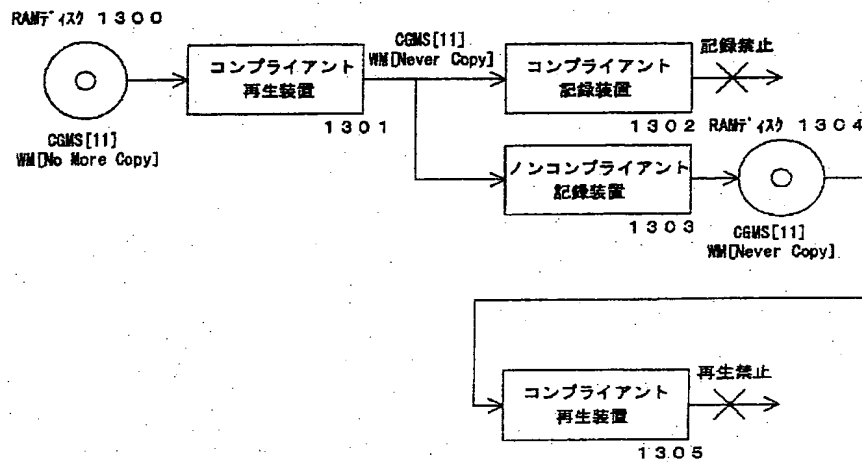 RAMディスク 1300
CGMS[11]
WM[No More Copy]
コンプライアント
再生装置
1301
CGMS[11]
WM[Never Copy]
コンプライアント
記録装置
1302
記録禁止
ノンコンプライアント
記録装置
1303
RAMディスク 1304
CGMS[11]
WM[Never Copy]
コンプライアント
再生装置
1305
再生禁止